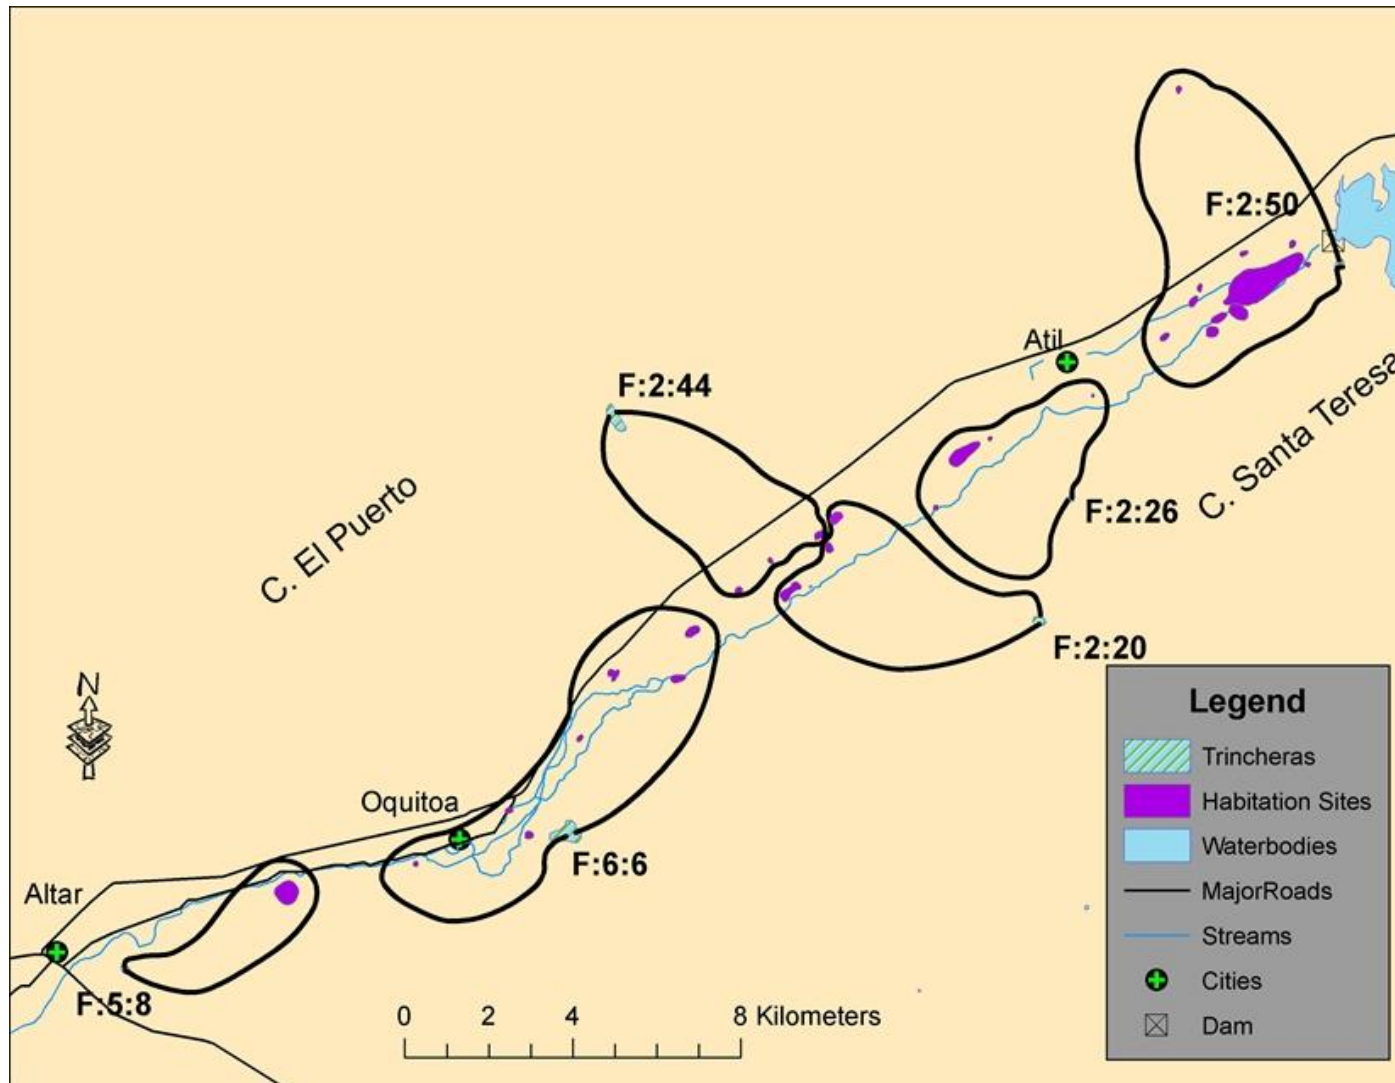 F:2:50
Atil
F:2:44
C. Santa Teresa
F:2:26
C. El Puerto
F:2:20
N
Oquitoa
F:6:6
Altar
F:5:8
0 2 4 8 Kilometers
Legend
Trincheras
Habitation Sites
Waterbodies
MajorRoads
Streams
Cities
Dam